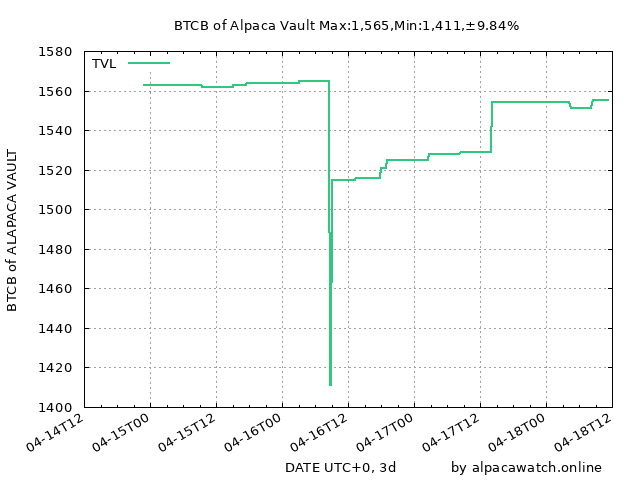 BTCB of Alpaca Vault Max:1,565,Min:1,411,±9.84%
TVL
BTCB of ALAPACA VAULT
1580
1560
1540
1520
1500
1480
1460
1440
1420
1400
04-14T12
04-15T00
04-15T12
04-16T00
04-16T12
04-17T00
04-17T12
04-18T00
04-18T12
DATE UTC+0, 3d
by alpacawatch.online